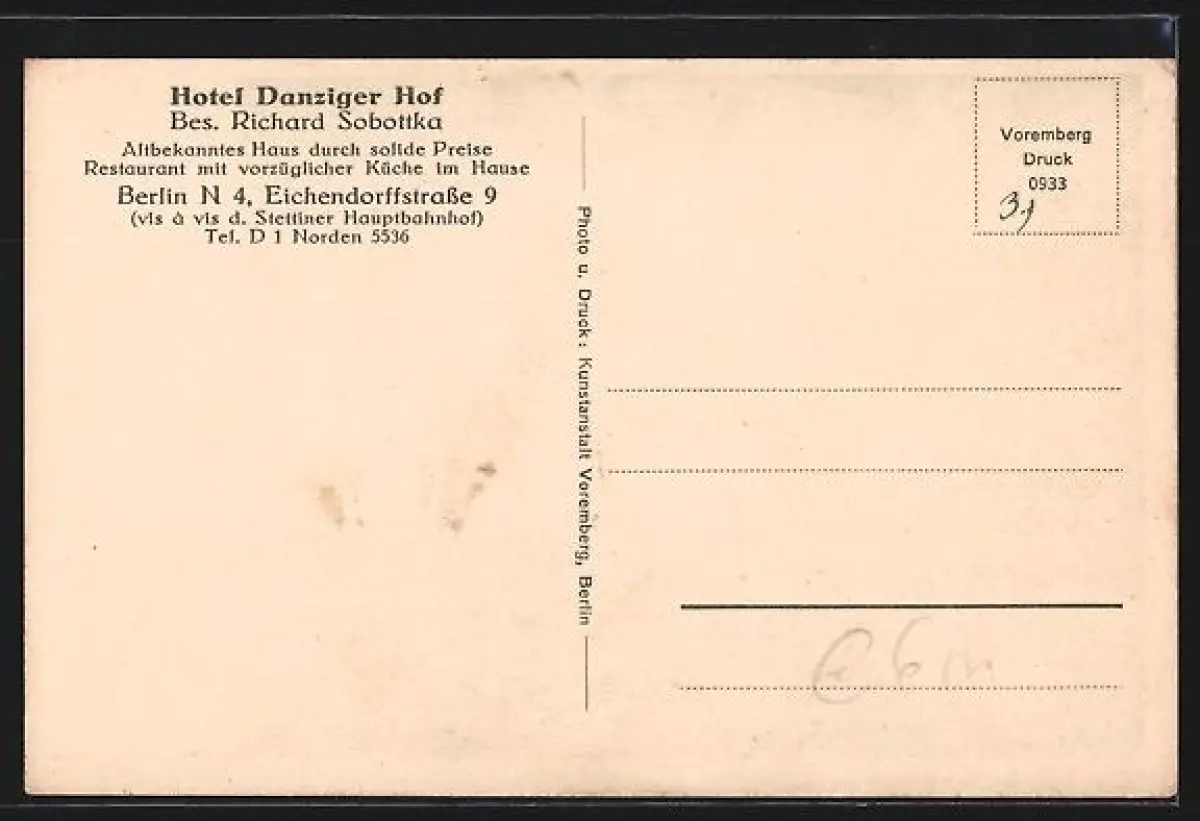 Hotel Danziger Hof
Bes. Richard Sobottka
Altbekanntes Haus durch solide Preise
Restaurant mit vorzüglicher Küche im Hause
Berlin N 4, Eichendorffstraße 9
(vis à vis d. Stettiner Hauptbahnhof)
Tel. D 1 Norden 5536
Photo u. Druck: Kunstanstalt Voremberg, Berlin
Voremberg
Druck
0933